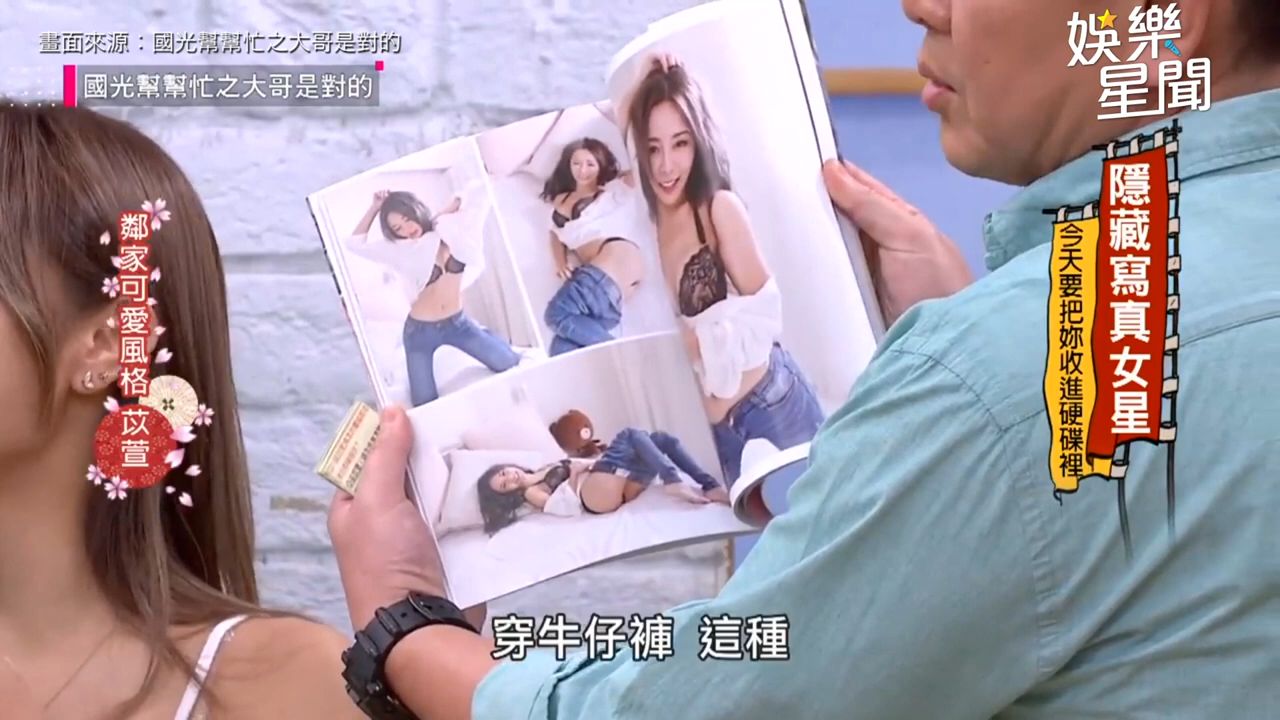 畫面來源：國光幫幫忙之大哥是對的
國光幫幫忙之大哥是對的
娛樂
星聞
隱藏寫真女星
今天要把妳收進硬碟裡
鄰家可愛風格 苡萱
穿牛仔褲 這種